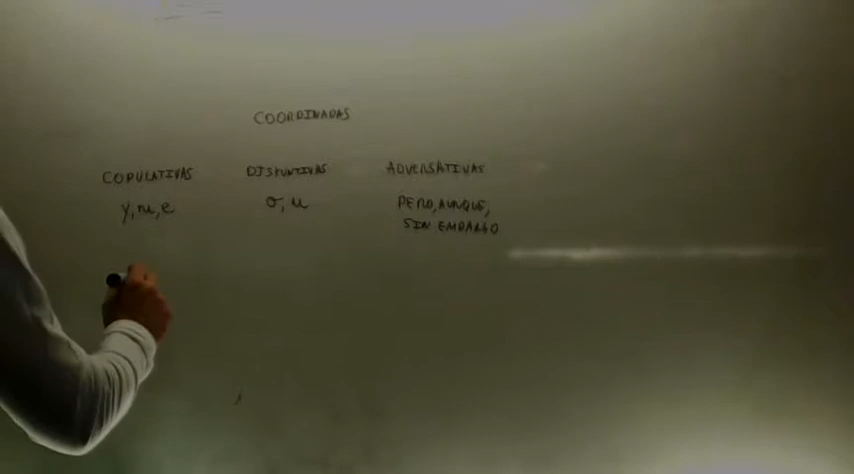 COORDINADAS
COPULATIVAS DISYUNTIVAS ADVERSATIVAS
y, ni, e o, u PERO, AUNQUE,
SIN EMBARGO